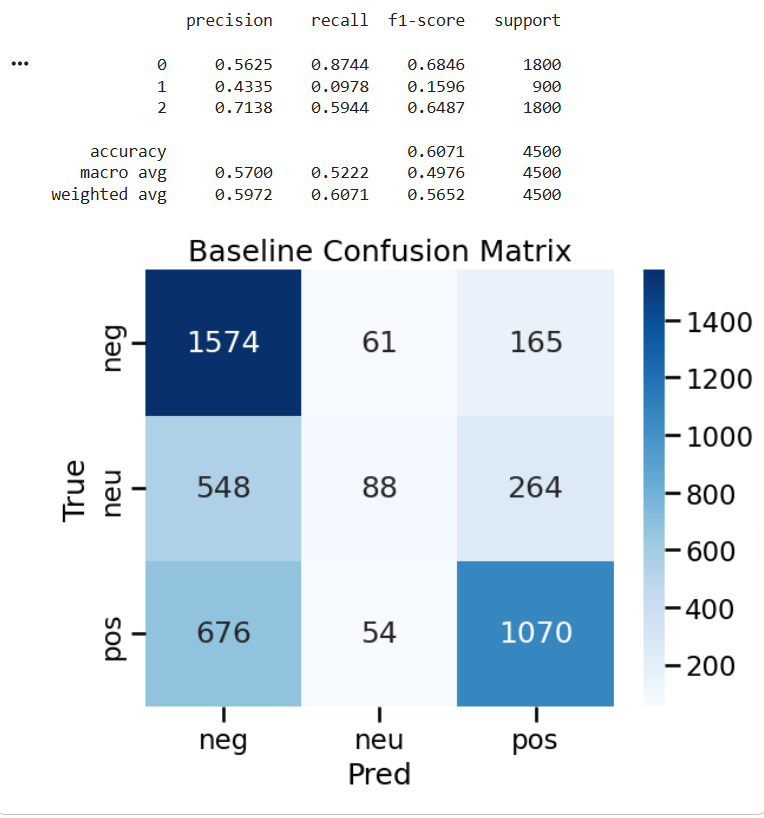 precision recall f1-score support
0 0.5625 0.8744 0.6846 1800
1 0.4335 0.0978 0.1596 900
2 0.7138 0.5944 0.6487 1800
accuracy 0.6071 4500
macro avg 0.5700 0.5222 0.4976 4500
weighted avg 0.5972 0.6071 0.5652 4500
Baseline Confusion Matrix
neg 1574 61 165
neu 548 88 264
pos 676 54 1070
neg neu pos
True
Pred
1400
1200
1000
800
600
400
200